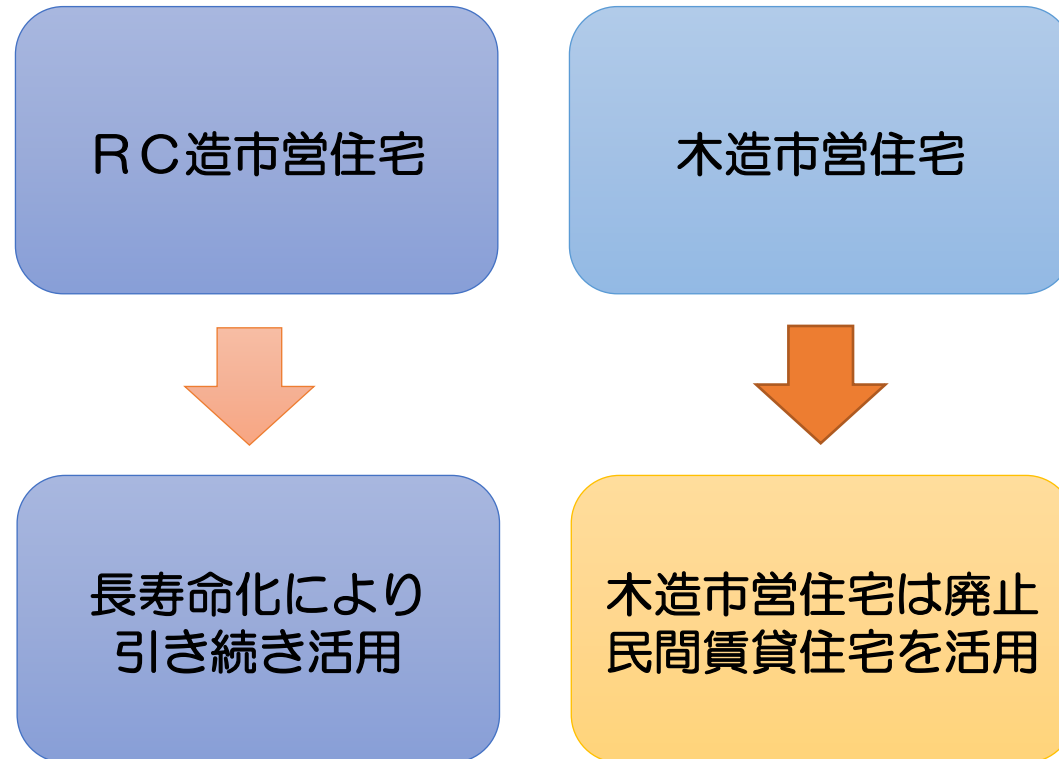 ＲＣ造市営住宅
木造市営住宅
長寿命化により
引き続き活用
木造市営住宅は廃止
民間賃貸住宅を活用